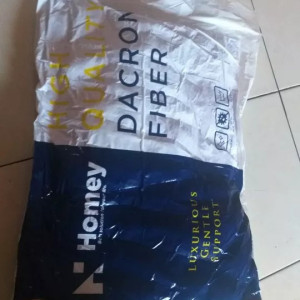 HIGH
QUALITY
DACRON
FIBER
Homey
LUXURIOUS
GENTLE
SUPPORT